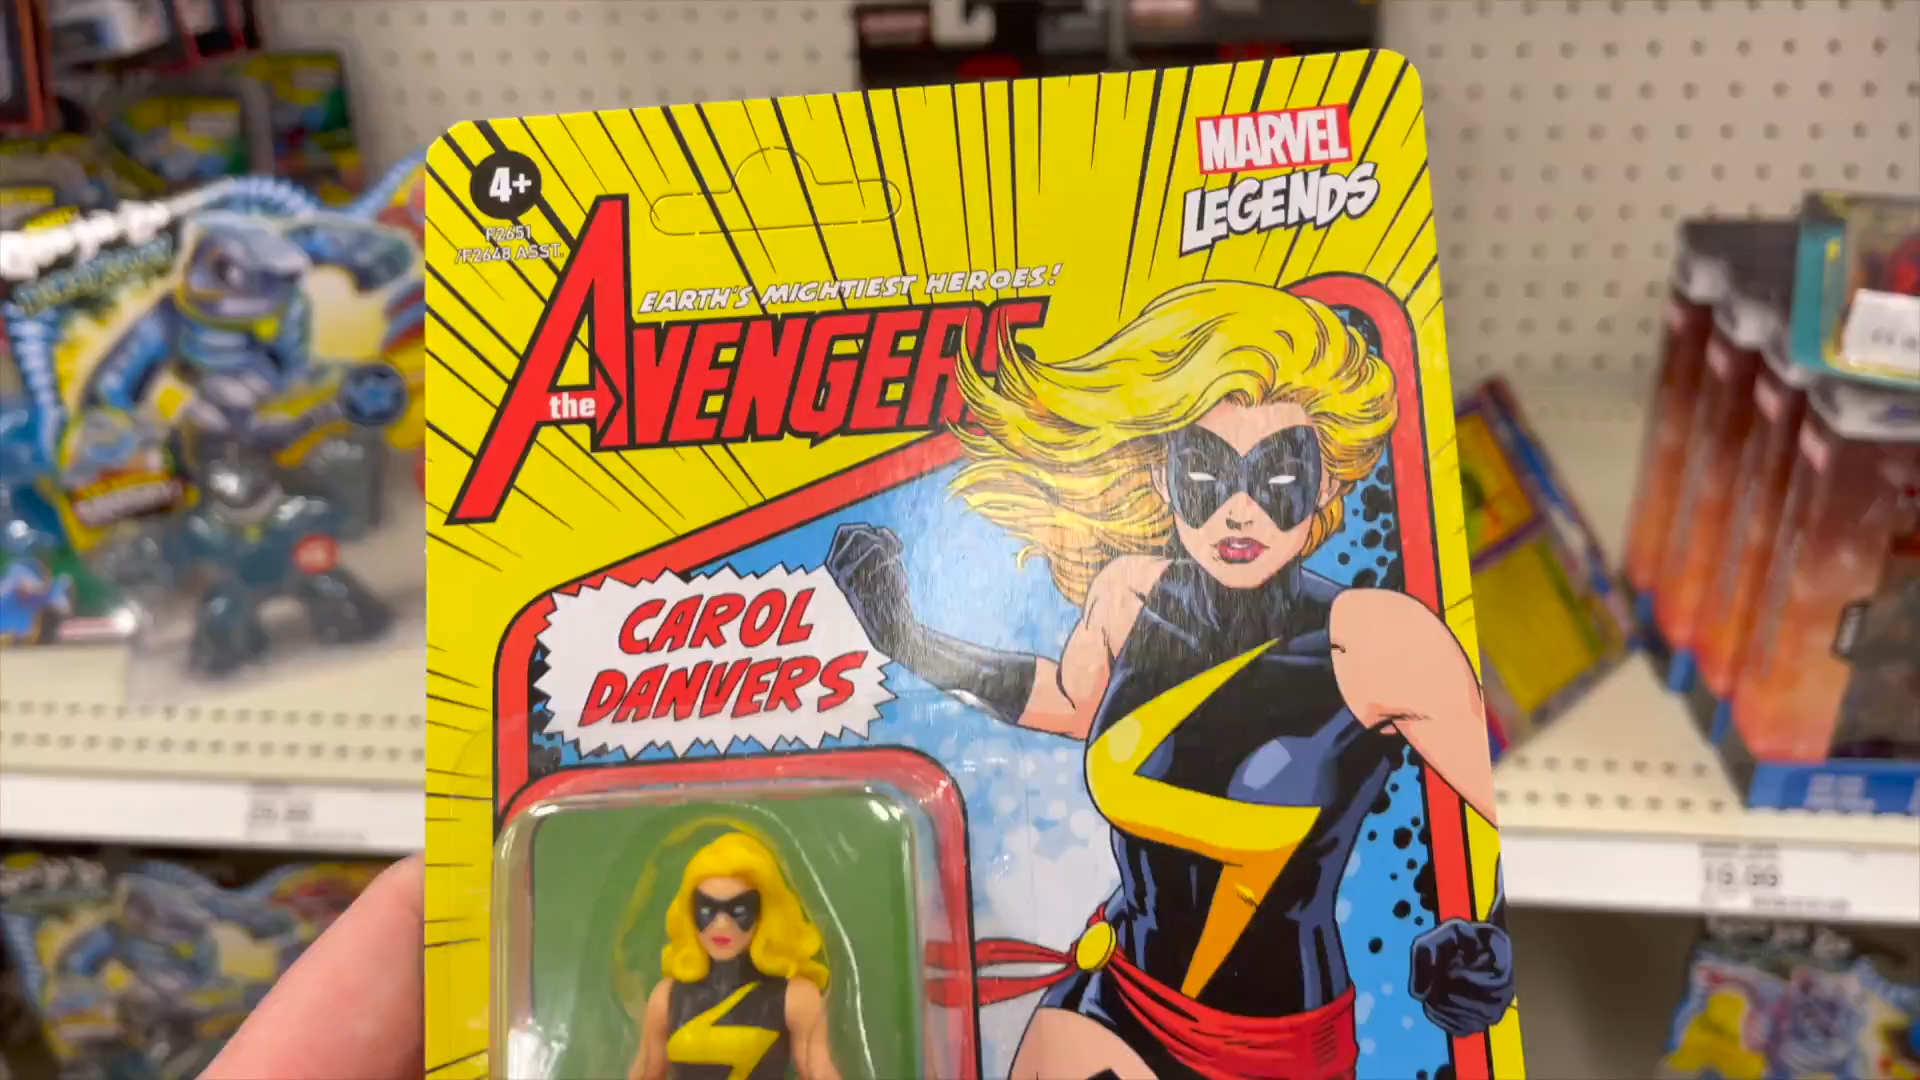 4+
F2651
/F2648 ASST.
MARVEL
LEGENDS
EARTH'S MIGHTIEST HEROES!
the AVENGERS
CAROL
DANVERS